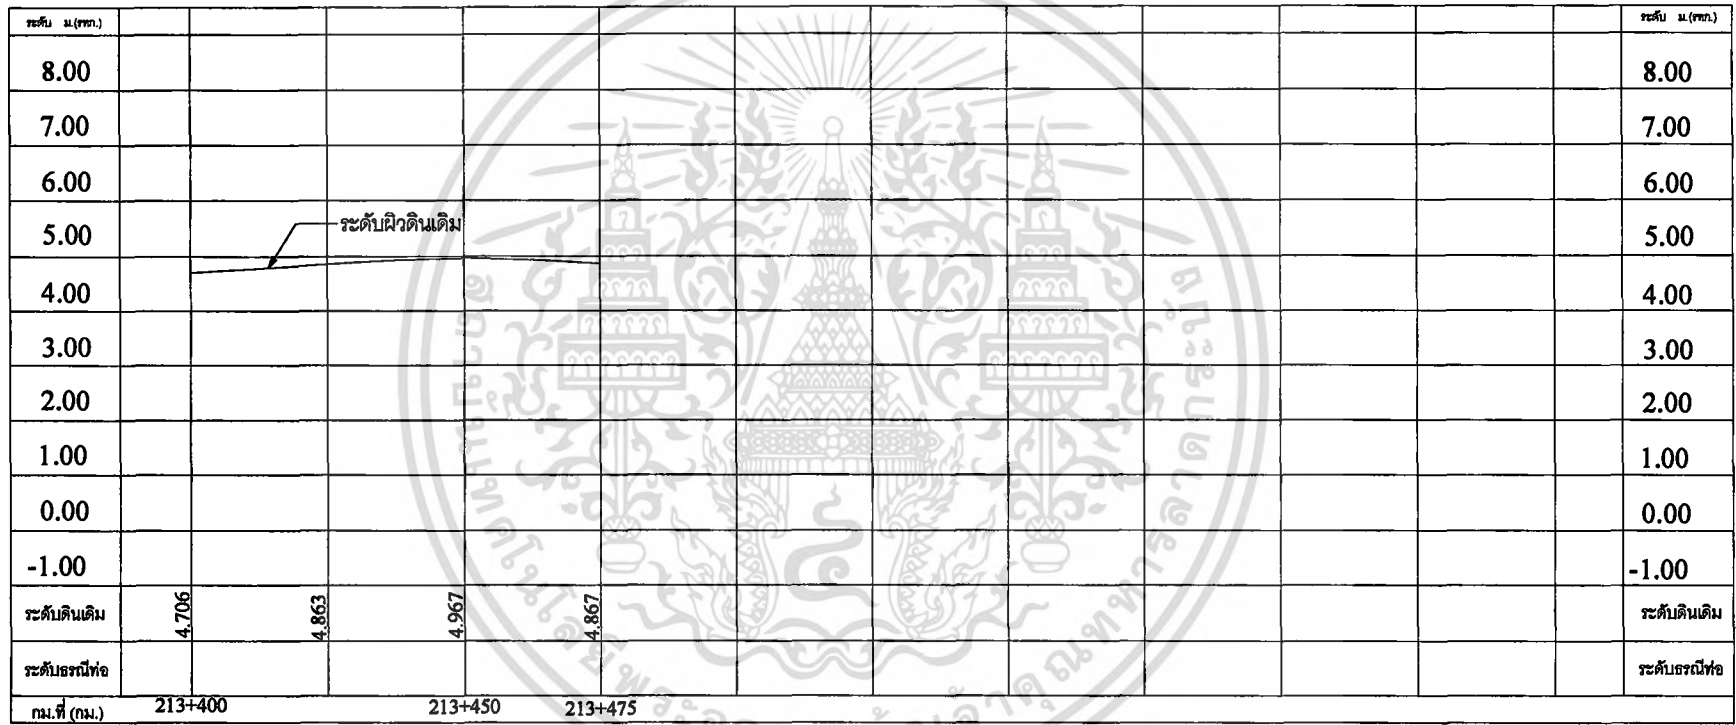 ระดับ ม.(รทก.) ระดับ ม.(รทก.)
8.00 8.00
7.00 7.00
6.00 6.00
ระดับผิวดินเดิม
5.00 5.00
4.00 4.00
3.00 3.00
2.00 2.00
1.00 1.00
0.00 0.00
-1.00 -1.00
ระดับดินเดิม 4.706 4.863 4.967 4.867 ระดับดินเดิม
ระดับธรณีท่อ ระดับธรณีท่อ
กม.ที่ (กม.) 213+400 213+450 213+475